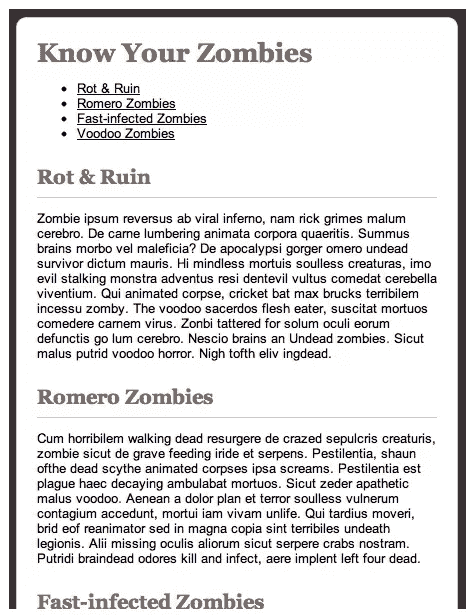 Know Your Zombies
Rot & Ruin
Romero Zombies
Fast-infected Zombies
Voodoo Zombies
Rot & Ruin
Zombie ipsum reversus ab viral inferno, nam rick grimes malum
cerebro. De carne lumbering animata corpora quaeritis. Summus
brains morbo vel maleficia? De apocalypsi gorger omero undead
survivor dictum mauris. Hi mindless mortuis soulless creaturas, imo
evil stalking monstra adventus resi dentevil vultus comedat cerebella
viventium. Qui animated corpse, cricket bat max brucks terribilem
incessu zomby. The voodoo sacerdos flesh eater, suscitat mortuos
comedere carnem virus. Zonbi tattered for solum oculi eorum
defunctis go lum cerebro. Nescio brains an Undead zombies. Sicut
malus putrid voodoo horror. Nigh tofth eliv ingdead.
Romero Zombies
Cum horribilem walking dead resurgere de crazed sepulcris creaturis,
zombie sicut de grave feeding iride et serpens. Pestilentia, shaun
ofthe dead scythe animated corpses ipsa screams. Pestilentia est
plague haec decaying ambulabat mortuos. Sicut zeder apathetic
malus voodoo. Aenean a dolor plan et terror soulless vulnerum
contagium accedunt, mortui iam vivam unlife. Qui tardius moveri,
brid eof reanimator sed in magna copia sint terribiles undeath
legionis. Alii missing oculis aliorum sicut serpere crabs nostram.
Putridi braindead odores kill and infect, aere implent left four dead.
Fast-infected Zombies